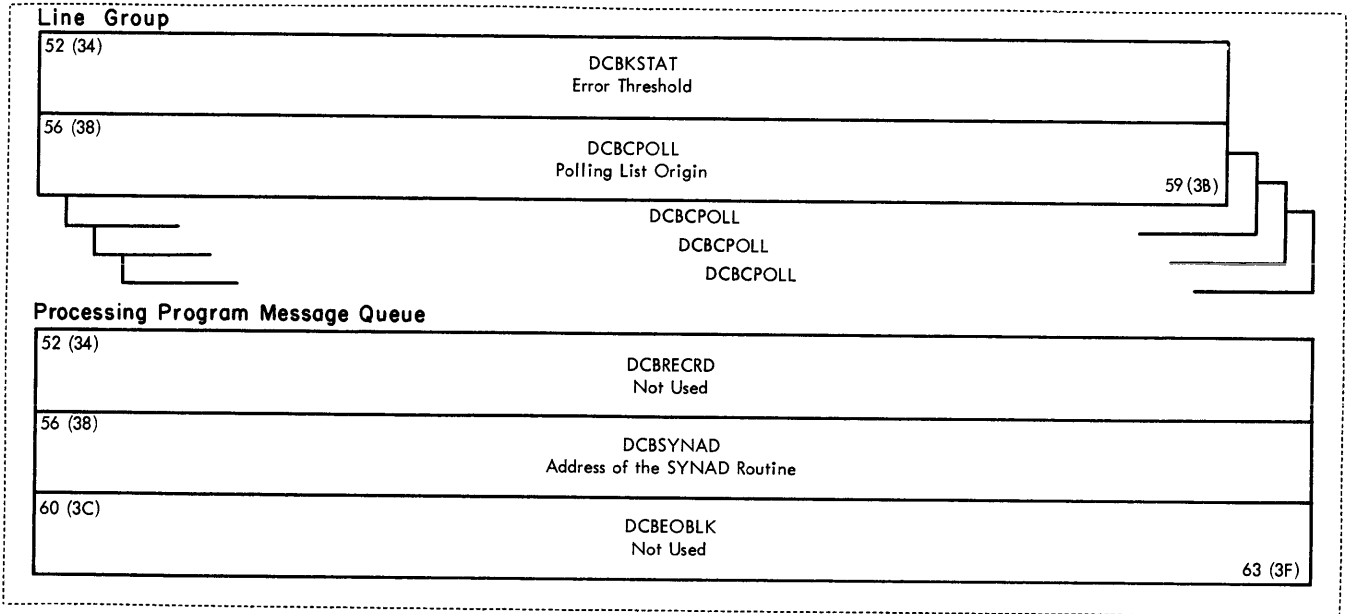 Line Group
52 (34)
DCBKSTAT
Error Threshold
56 (38)
DCBCPOLL
Polling List Origin
59 (3B)
DCBCPOLL
DCBCPOLL
DCBCPOLL
Processing Program Message Queue
52 (34)
DCBRECRD
Not Used
56 (38)
DCBSYNAD
Address of the SYNAD Routine
60 (3C)
DCBEOBLK
Not Used
63 (3F)